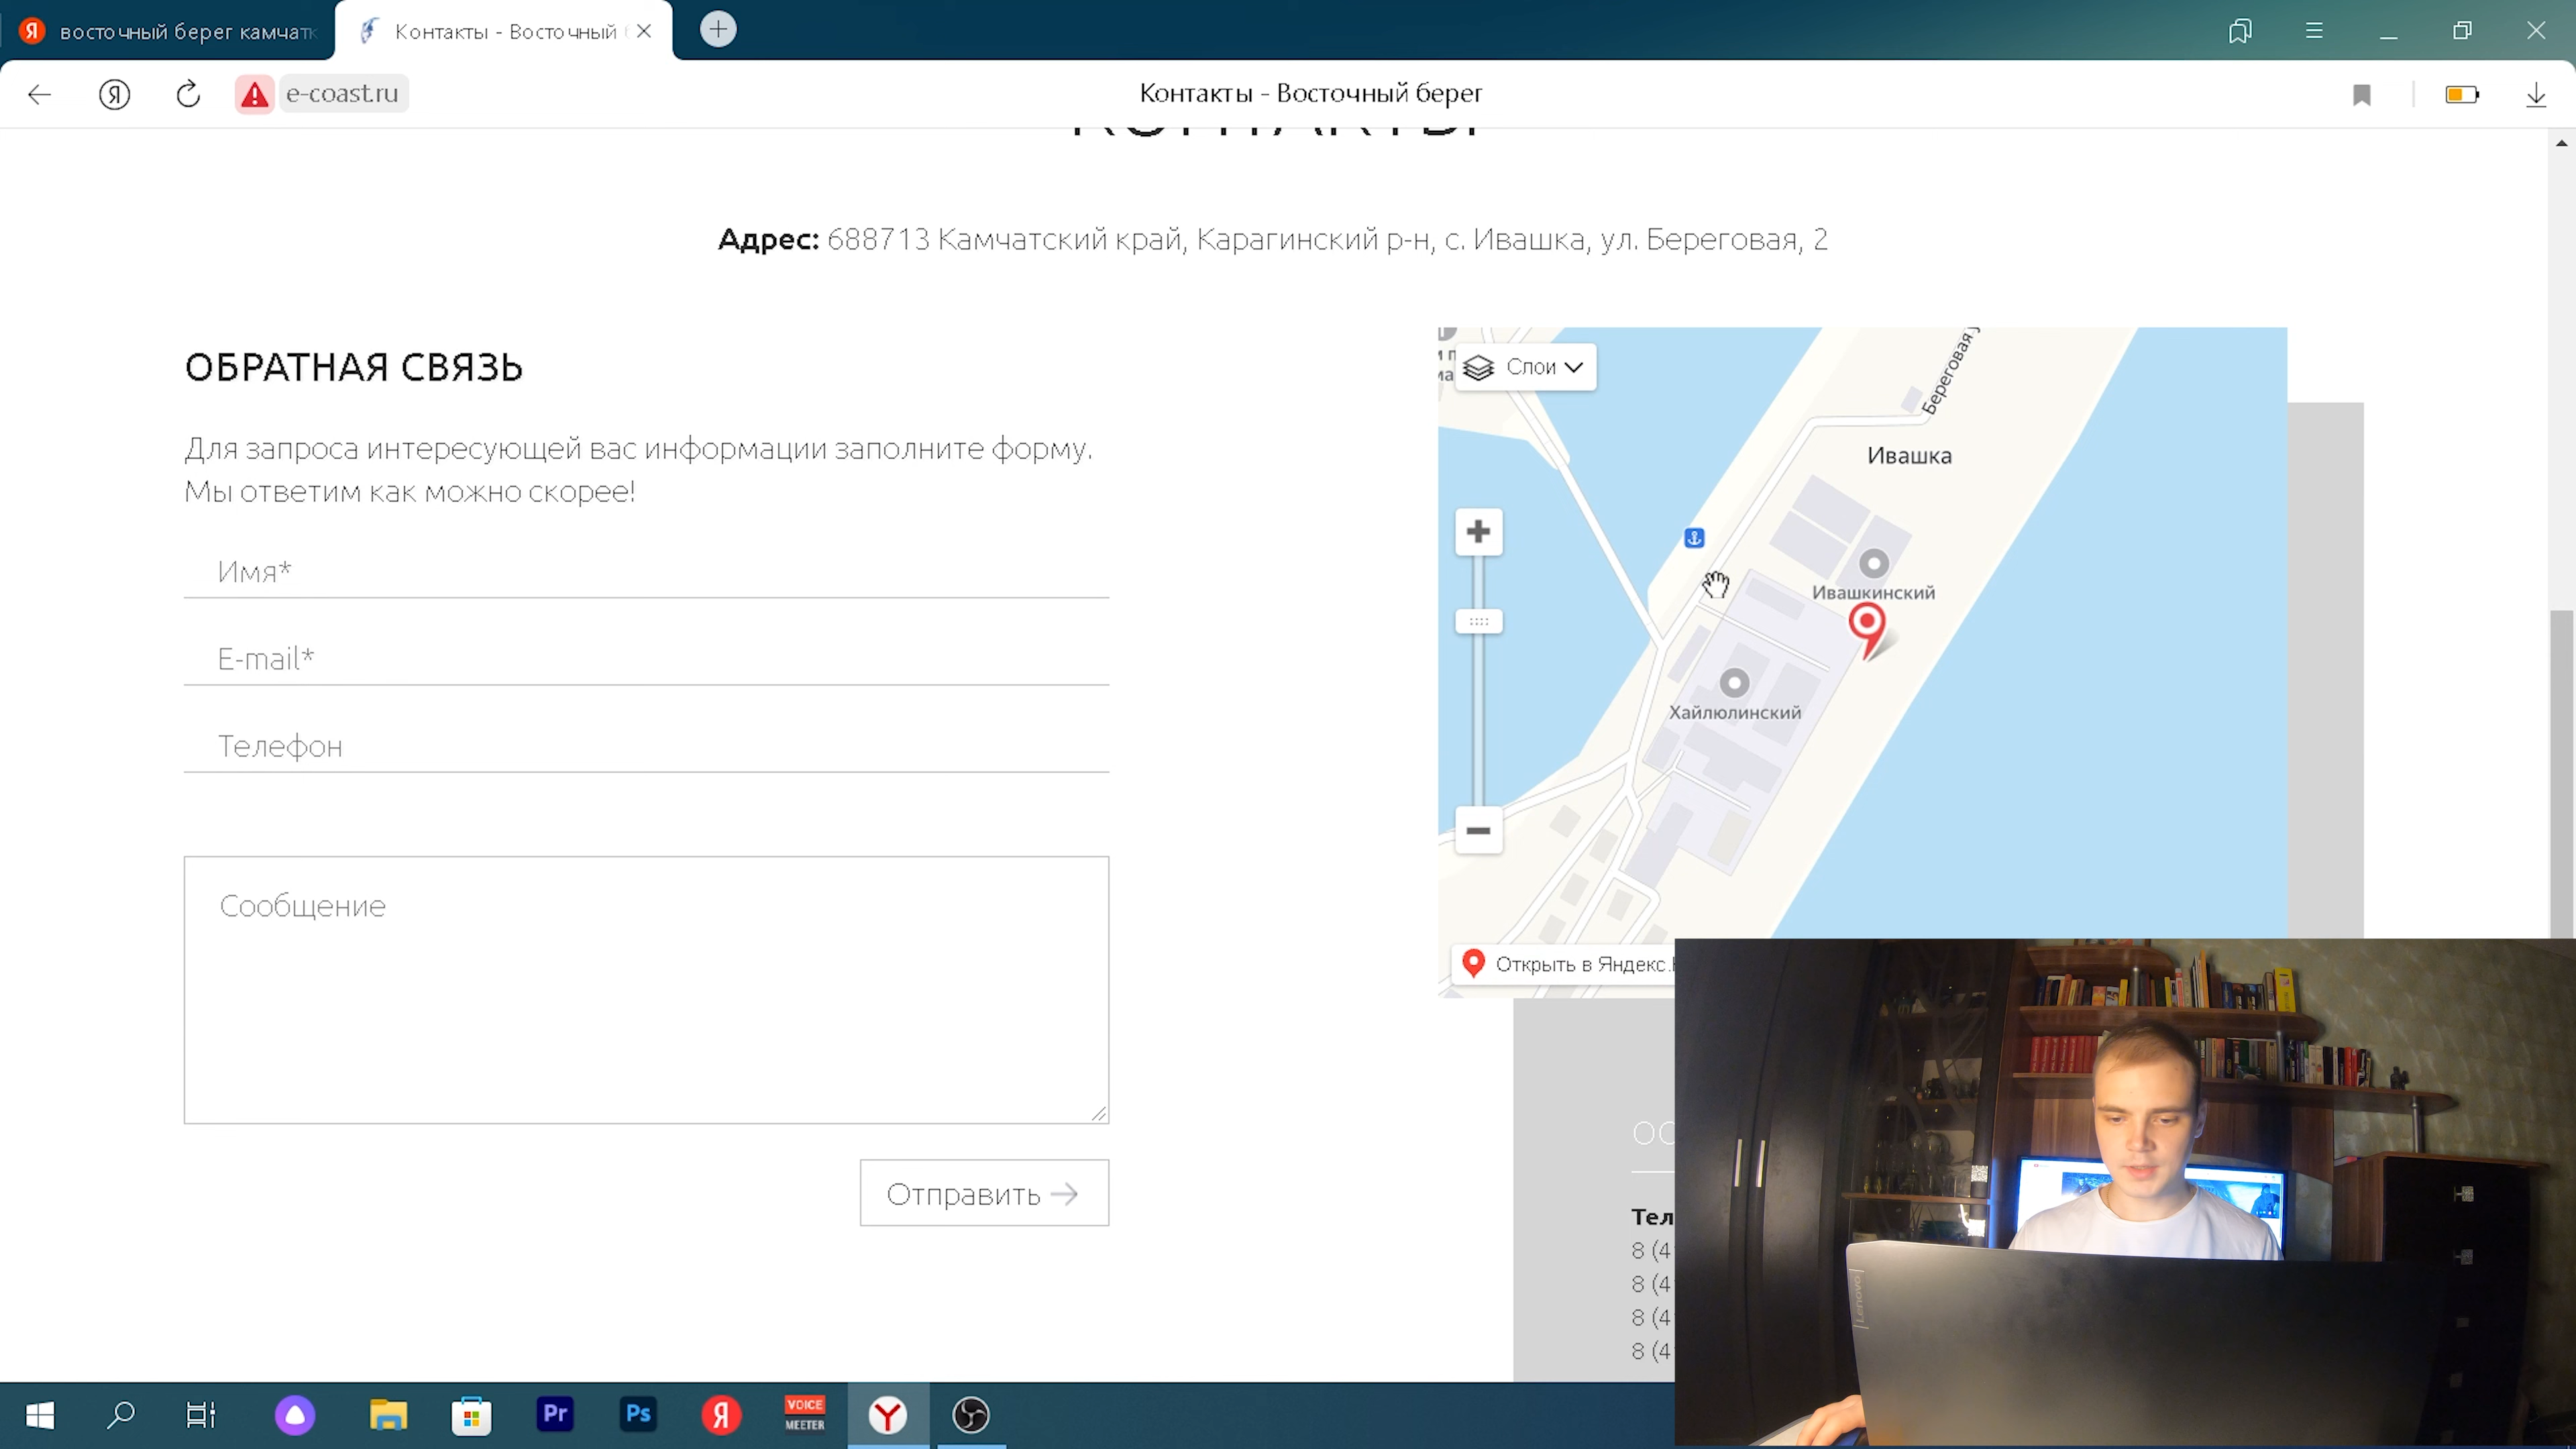 восточный берег камчатк
Контакты - Восточный
e-coast.ru
Контакты - Восточный берег
КОНТАКТЫ
Адрес: 688713 Камчатский край, Карагинский р-н, с. Ивашка, ул. Береговая, 2
ОБРАТНАЯ СВЯЗЬ
Для запроса интересующей вас информации заполните форму.
Мы ответим как можно скорее!
Имя*
E-mail*
Телефон
Сообщение
Отправить
Слои
Береговая
Ивашка
Ивашкинский
Хайлюлинский
Открыть в Яндекс.
Тел
8 (4
8 (4
8 (4
8 (4
Lenovo
Pr
Ps
Я
VOICE
MEETER